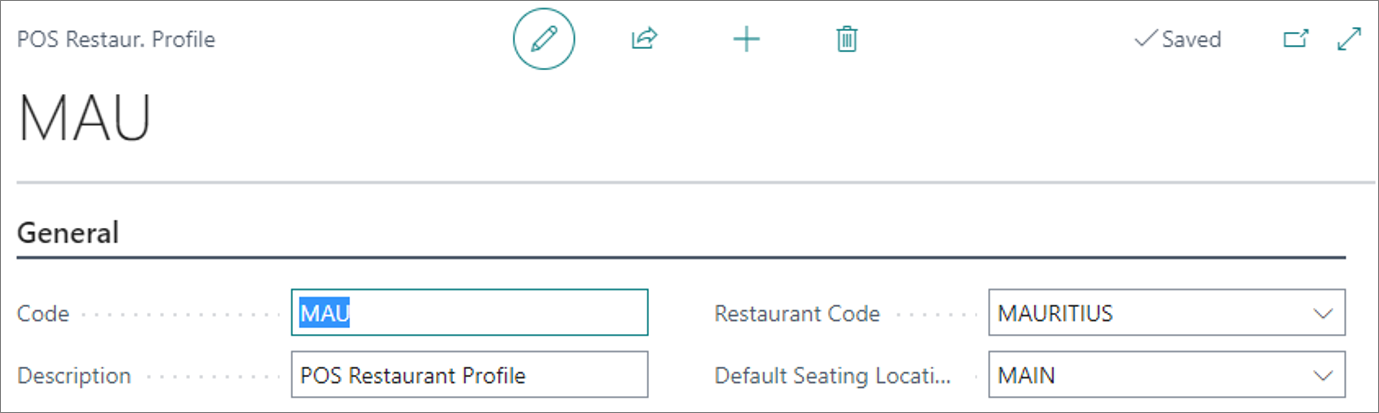 POS Restaur. Profile
Saved
MAU
General
Code MAU
Restaurant Code MAURITIUS
Description POS Restaurant Profile
Default Seating Locati... MAIN